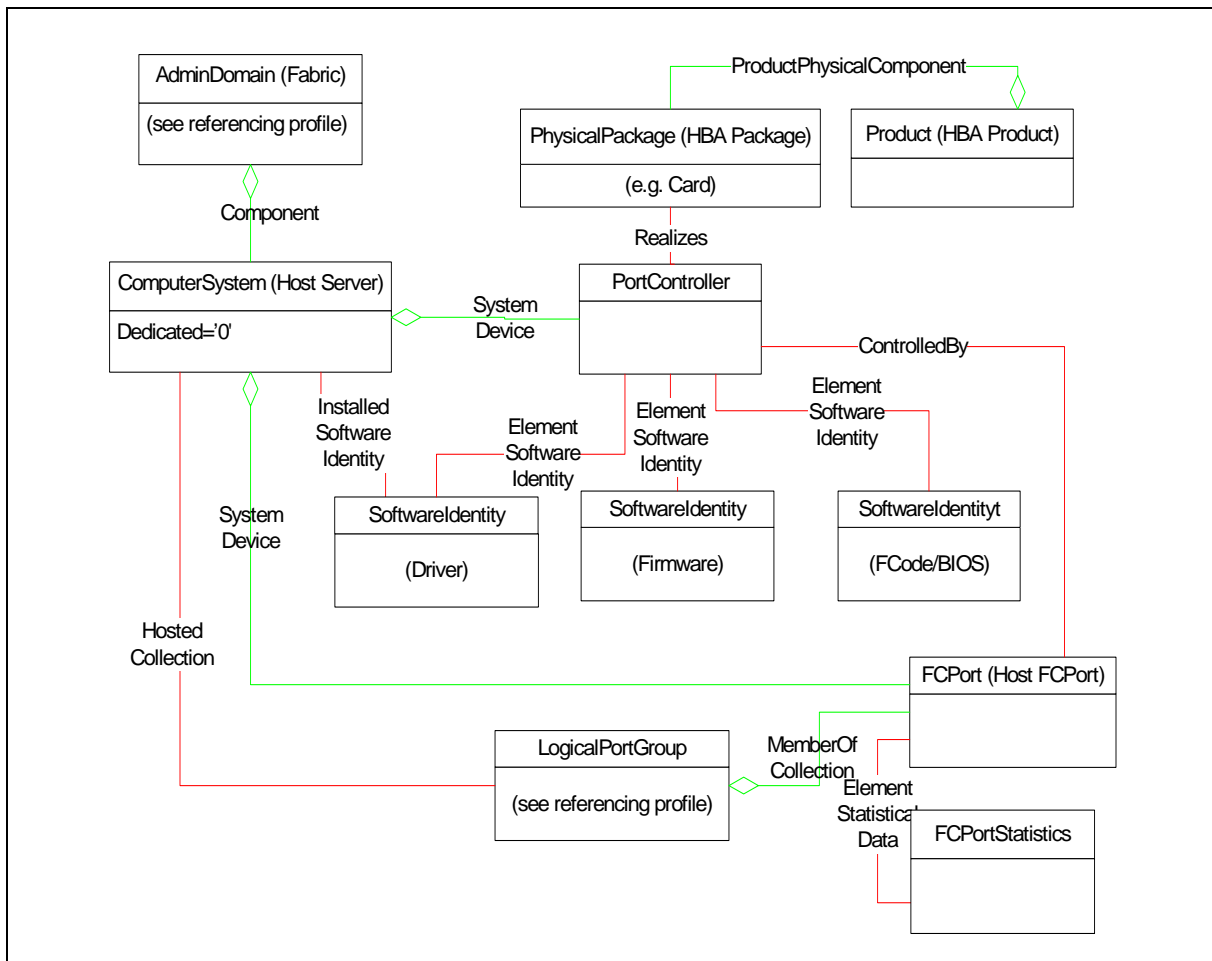 AdminDomain (Fabric)
(see referencing profile)
ProductPhysicalComponent
PhysicalPackage (HBA Package)
(e.g. Card)
Product (HBA Product)
Component
Realizes
ComputerSystem (Host Server)
Dedicated='0'
System
Device
PortController
ControlledBy
Installed
Software
Identity
Element
Software
Identity
Element
Software
Identity
Element
Software
Identity
System
Device
SoftwareIdentity
(Driver)
SoftwareIdentity
(Firmware)
SoftwareIdentityt
(FCode/BIOS)
Hosted
Collection
FCPort (Host FCPort)
LogicalPortGroup
(see referencing profile)
MemberOf
Collection
Element
Statistical
Data
FCPortStatistics